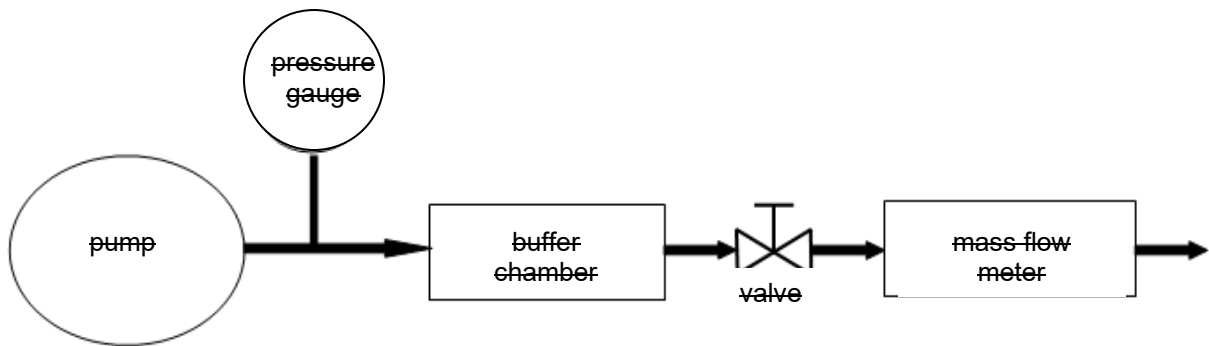 pressure
gauge
pump
buffer
chamber
valve
mass flow
meter